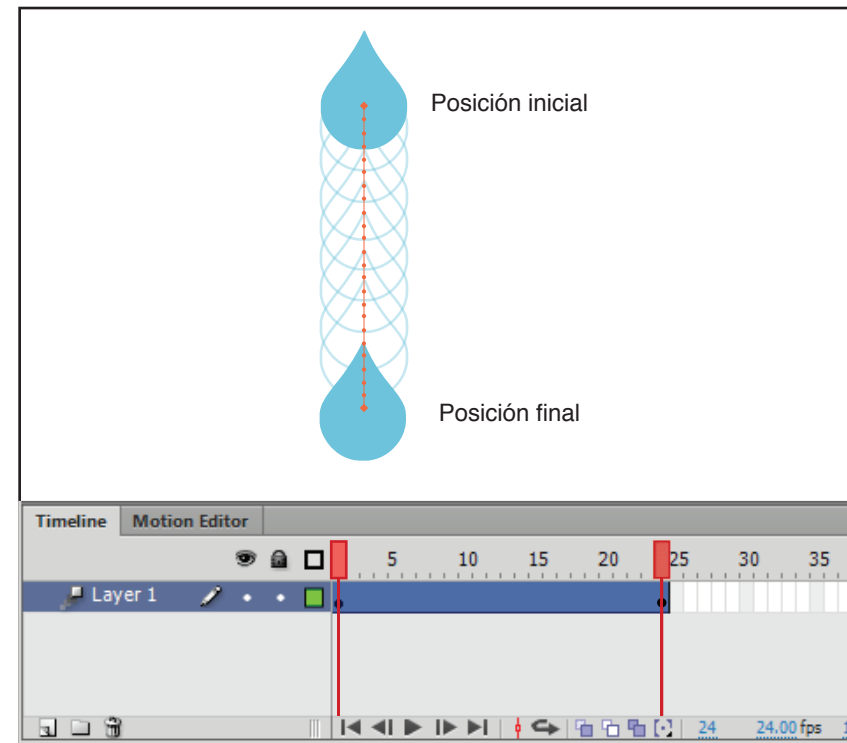 Posición inicial
Posición final
Timeline Motion Editor
5 10 15 20 25 30 35
Layer 1
24 24.00 fps